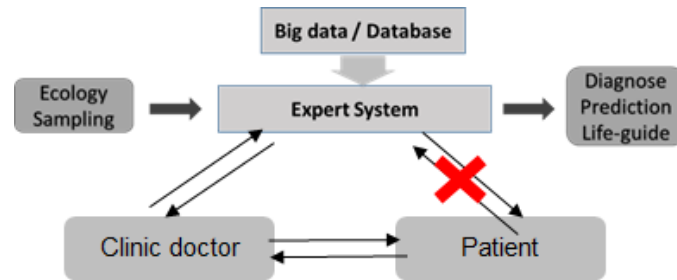 Big data / Database
Ecology
Sampling
Expert System
Diagnose
Prediction
Life-guide
Clinic doctor
Patient